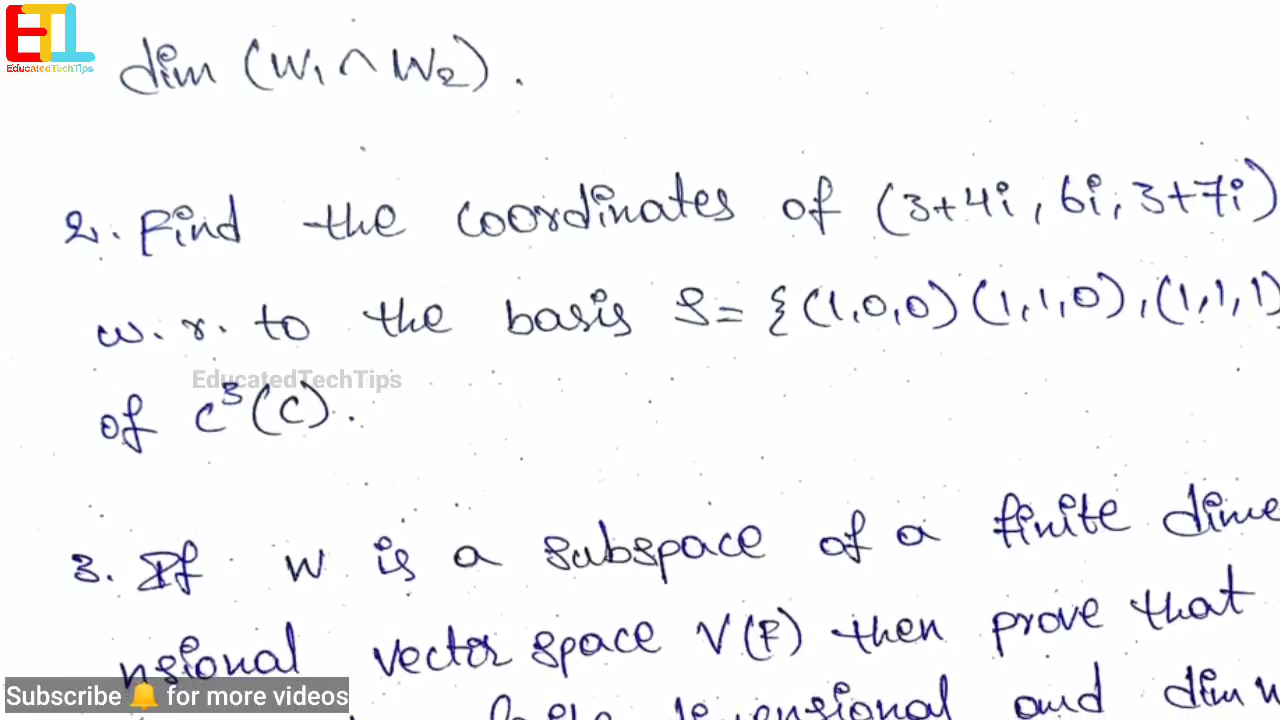 ETL
EducatedTechTips
dim (W₁ ∩ W₂).
2. Find the coordinates of (3+4i, 6i, 3+7i)
w.r. to the basis S= {(1,0,0)(1,1,0),(1,1,1)
EducatedTechTips
of C³(C).
3. If W is a subspace of a finite dime
nsional vector space V(F) then prove that
Subscribe 🔔 for more videos
and dim